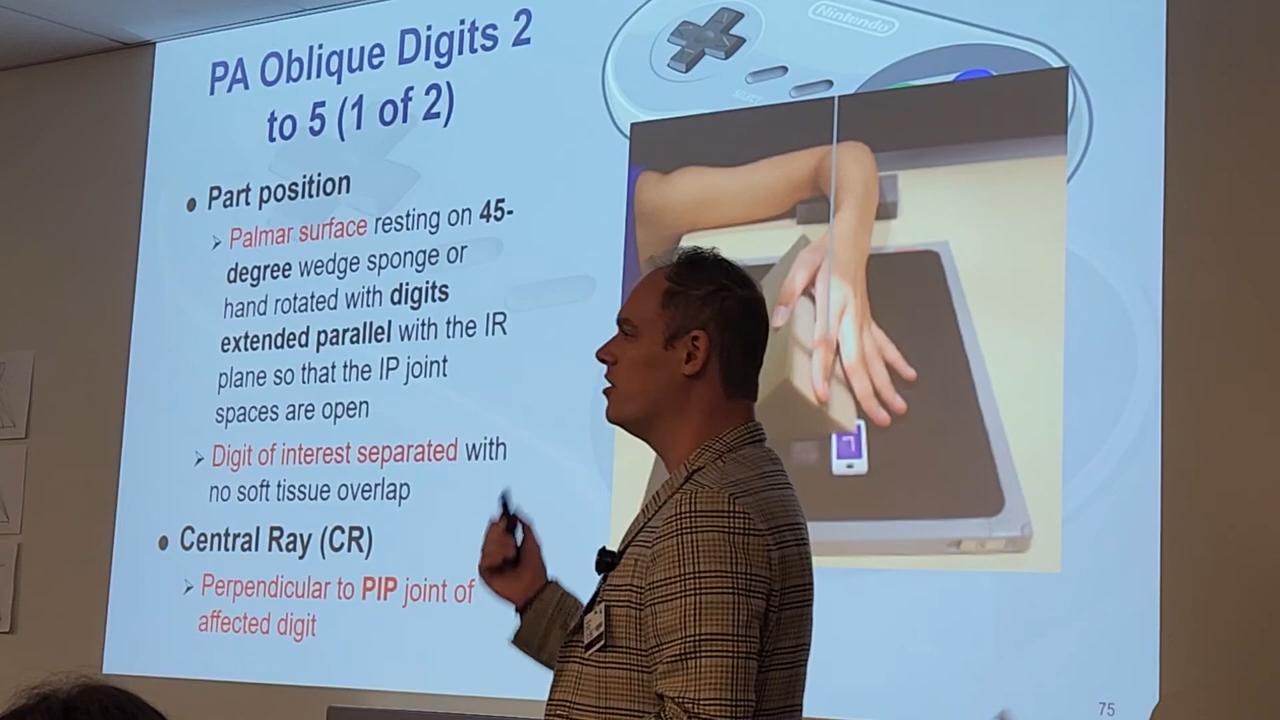 PA Oblique Digits 2
to 5 (1 of 2)
Nintendo
• Part position
➢ Palmar surface resting on 45-
degree wedge sponge or
hand rotated with digits
extended parallel with the IR
plane so that the IP joint
spaces are open
➢ Digit of interest separated with
no soft tissue overlap
• Central Ray (CR)
➢ Perpendicular to PIP joint of
affected digit
L
75